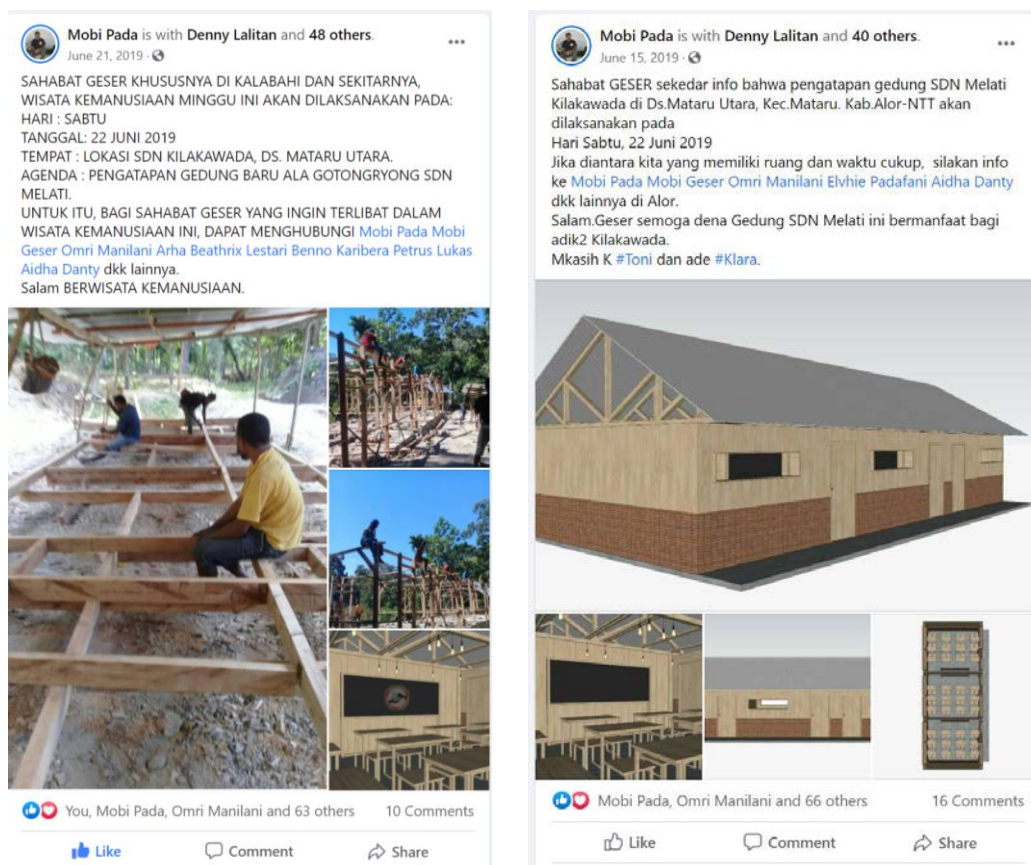 Mobi Pada is with Denny Lalitan and 48 others.
June 21, 2019 ·
SAHABAT GESER KHUSUSNYA DI KALABAHI DAN SEKITARNYA,
WISATA KEMANUSIAAN MINGGU INI AKAN DILAKSANAKAN PADA:
HARI : SABTU
TANGGAL: 22 JUNI 2019
TEMPAT : LOKASI SDN KILAKAWADA, DS. MATARU UTARA.
AGENDA : PENGATAPAN GEDUNG BARU ALA GOTONGRYONG SDN
MELATI.
UNTUK ITU, BAGI SAHABAT GESER YANG INGIN TERLIBAT DALAM
WISATA KEMANUSIAAN INI, DAPAT MENGHUBUNGI Mobi Pada Mobi
Geser Omri Manilani Arha Beathrix Lestari Benno Karibera Petrus Lukas
Aidha Danty dkk lainnya.
Salam BERWISATA KEMANUSIAAN.
You, Mobi Pada, Omri Manilani and 63 others 10 Comments
Like Comment Share
Mobi Pada is with Denny Lalitan and 40 others.
June 15, 2019 ·
Sahabat GESER sekedar info bahwa pengatapan gedung SDN Melati
Kilakawada di Ds.Mataru Utara, Kec.Mataru. Kab.Alor-NTT akan
dilaksanakan pada
Hari Sabtu, 22 Juni 2019
Jika diantara kita yang memiliki ruang dan waktu cukup, silakan info
ke Mobi Pada Mobi Geser Omri Manilani Elvhie Padafani Aidha Danty
dkk lainnya di Alor.
Salam.Geser semoga dena Gedung SDN Melati ini bermanfaat bagi
adik2 Kilakawada.
Mkasih K #Toni dan ade #Klara.
Mobi Pada, Omri Manilani and 66 others 16 Comments
Like Comment Share